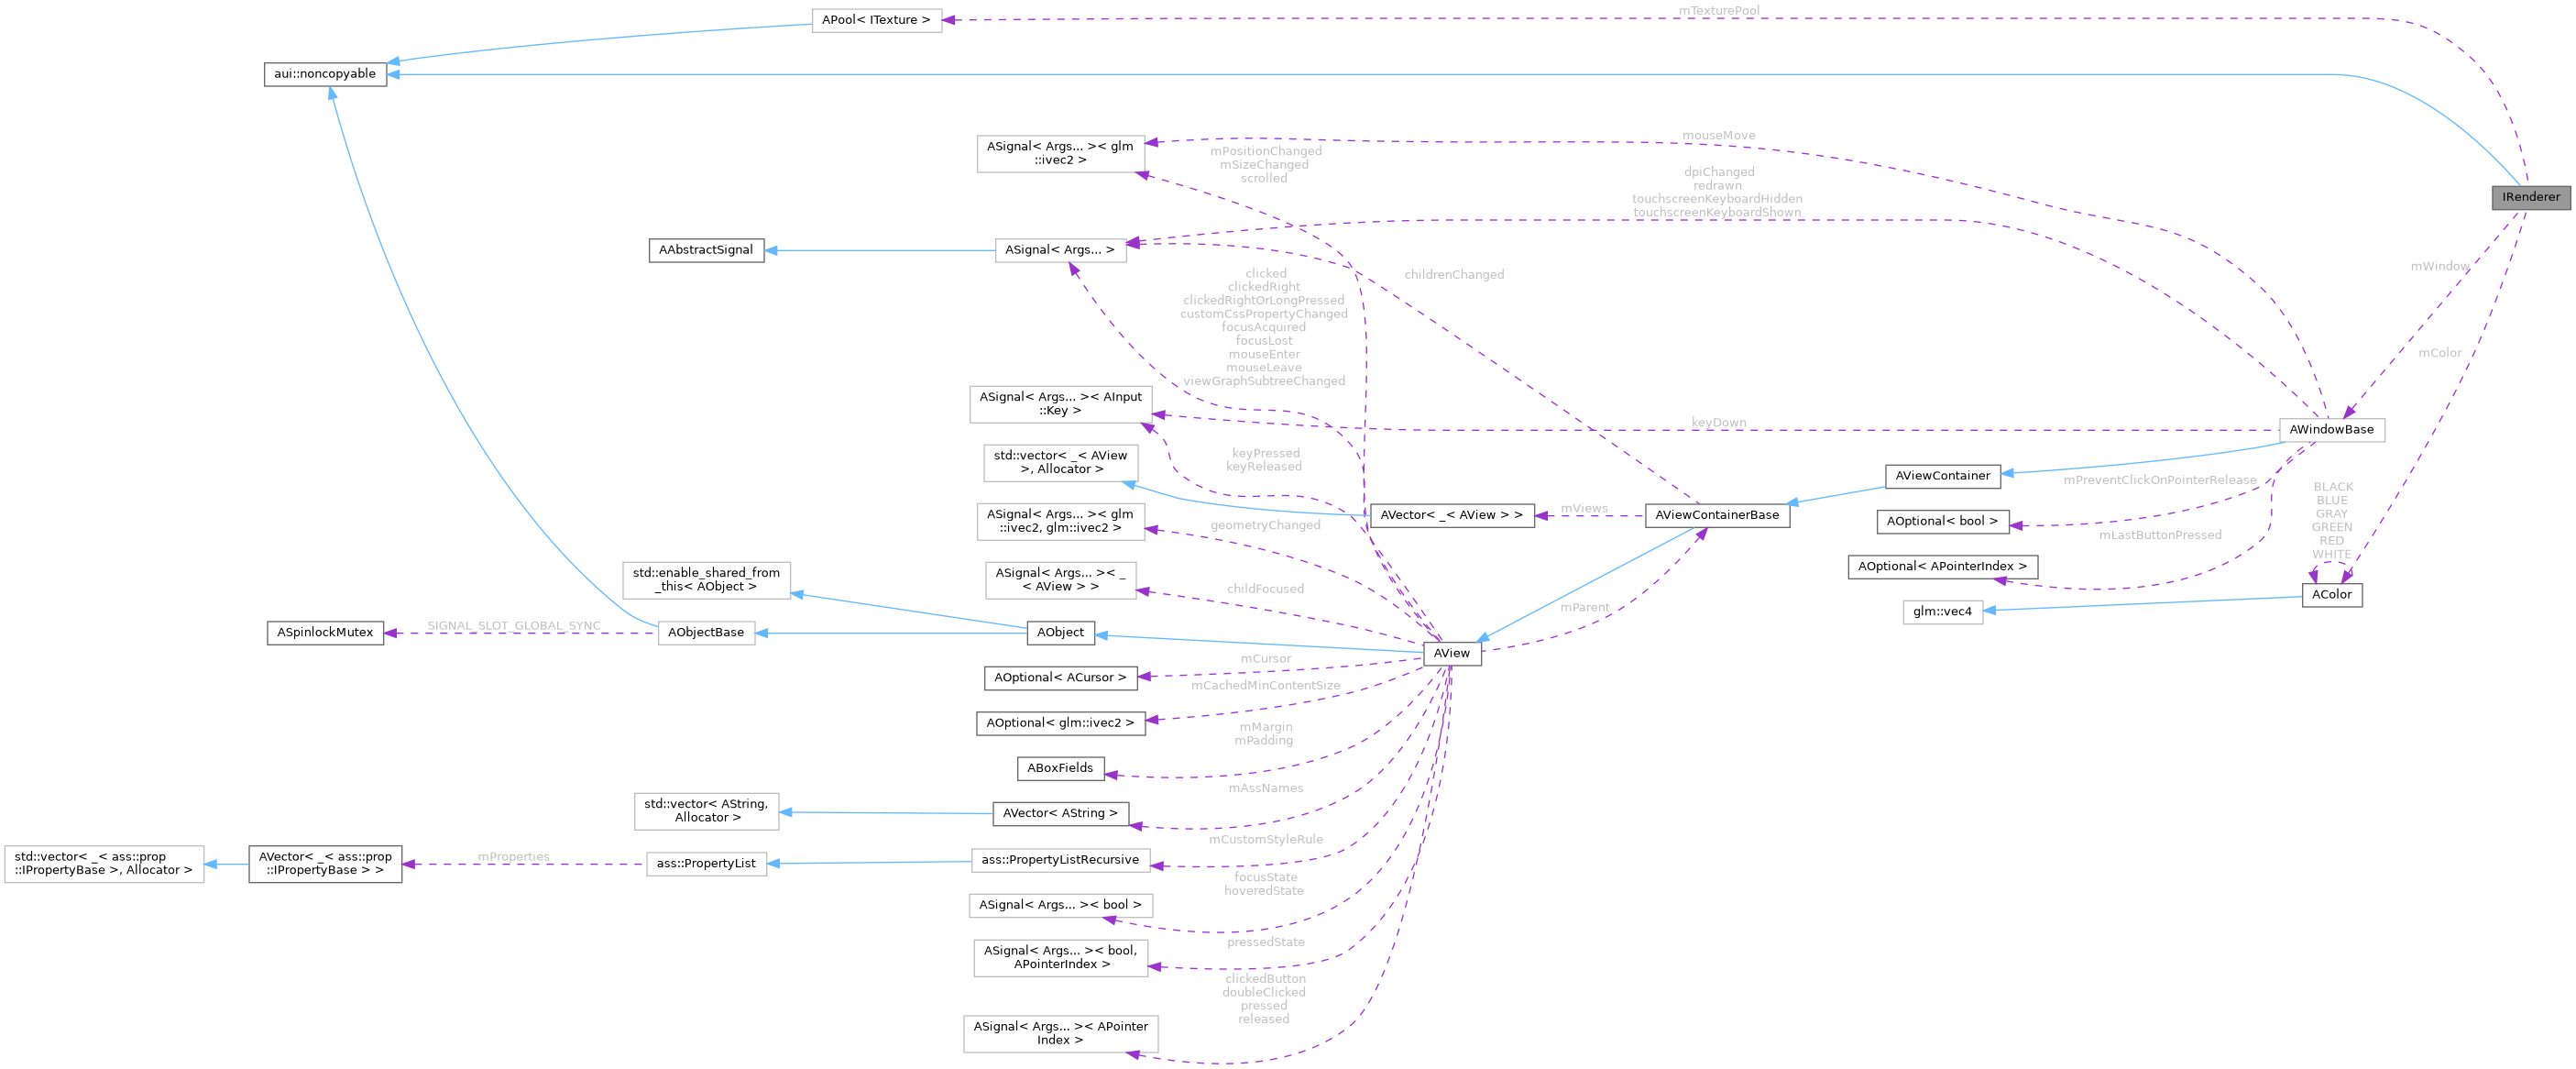 APool< ITexture >
mTexturePool
aui::noncopyable
ASignal< Args... >< glm
::ivec2 >
mPositionChanged
mSizeChanged
scrolled
mouseMove
dpiChanged
redrawn
touchscreenKeyboardHidden
touchscreenKeyboardShown
IRenderer
AAbstractSignal
ASignal< Args... >
childrenChanged
mWindow
clicked
clickedRight
clickedRightOrLongPressed
customCssPropertyChanged
focusAcquired
focusLost
mouseEnter
mouseLeave
viewGraphSubtreeChanged
mColor
ASignal< Args... >< AInput
::Key >
keyDown
AWindowBase
std::vector< _< AView
>, Allocator >
keyPressed
keyReleased
AViewContainer
mPreventClickOnPointerRelease
BLACK
BLUE
GRAY
GREEN
RED
WHITE
ASignal< Args... >< glm
::ivec2, glm::ivec2 >
geometryChanged
AVector< _< AView > >
mViews
AViewContainerBase
AOptional< bool >
mLastButtonPressed
std::enable_shared_from
_this< AObject >
ASignal< Args... >< _
< AView > >
childFocused
AOptional< APointerIndex >
AColor
mParent
glm::vec4
ASpinlockMutex
SIGNAL_SLOT_GLOBAL_SYNC
AObjectBase
AObject
AView
AOptional< ACursor >
mCursor
mCachedMinContentSize
AOptional< glm::ivec2 >
mMargin
mPadding
ABoxFields
mAssNames
std::vector< AString,
Allocator >
AVector< AString >
mCustomStyleRule
std::vector< _< ass::prop
::IPropertyBase >, Allocator >
AVector< _< ass::prop
::IPropertyBase > >
mProperties
ass::PropertyList
ass::PropertyListRecursive
focusState
hoveredState
ASignal< Args... >< bool >
pressedState
ASignal< Args... >< bool,
APointerIndex >
clickedButton
doubleClicked
pressed
released
ASignal< Args... >< APointer
Index >